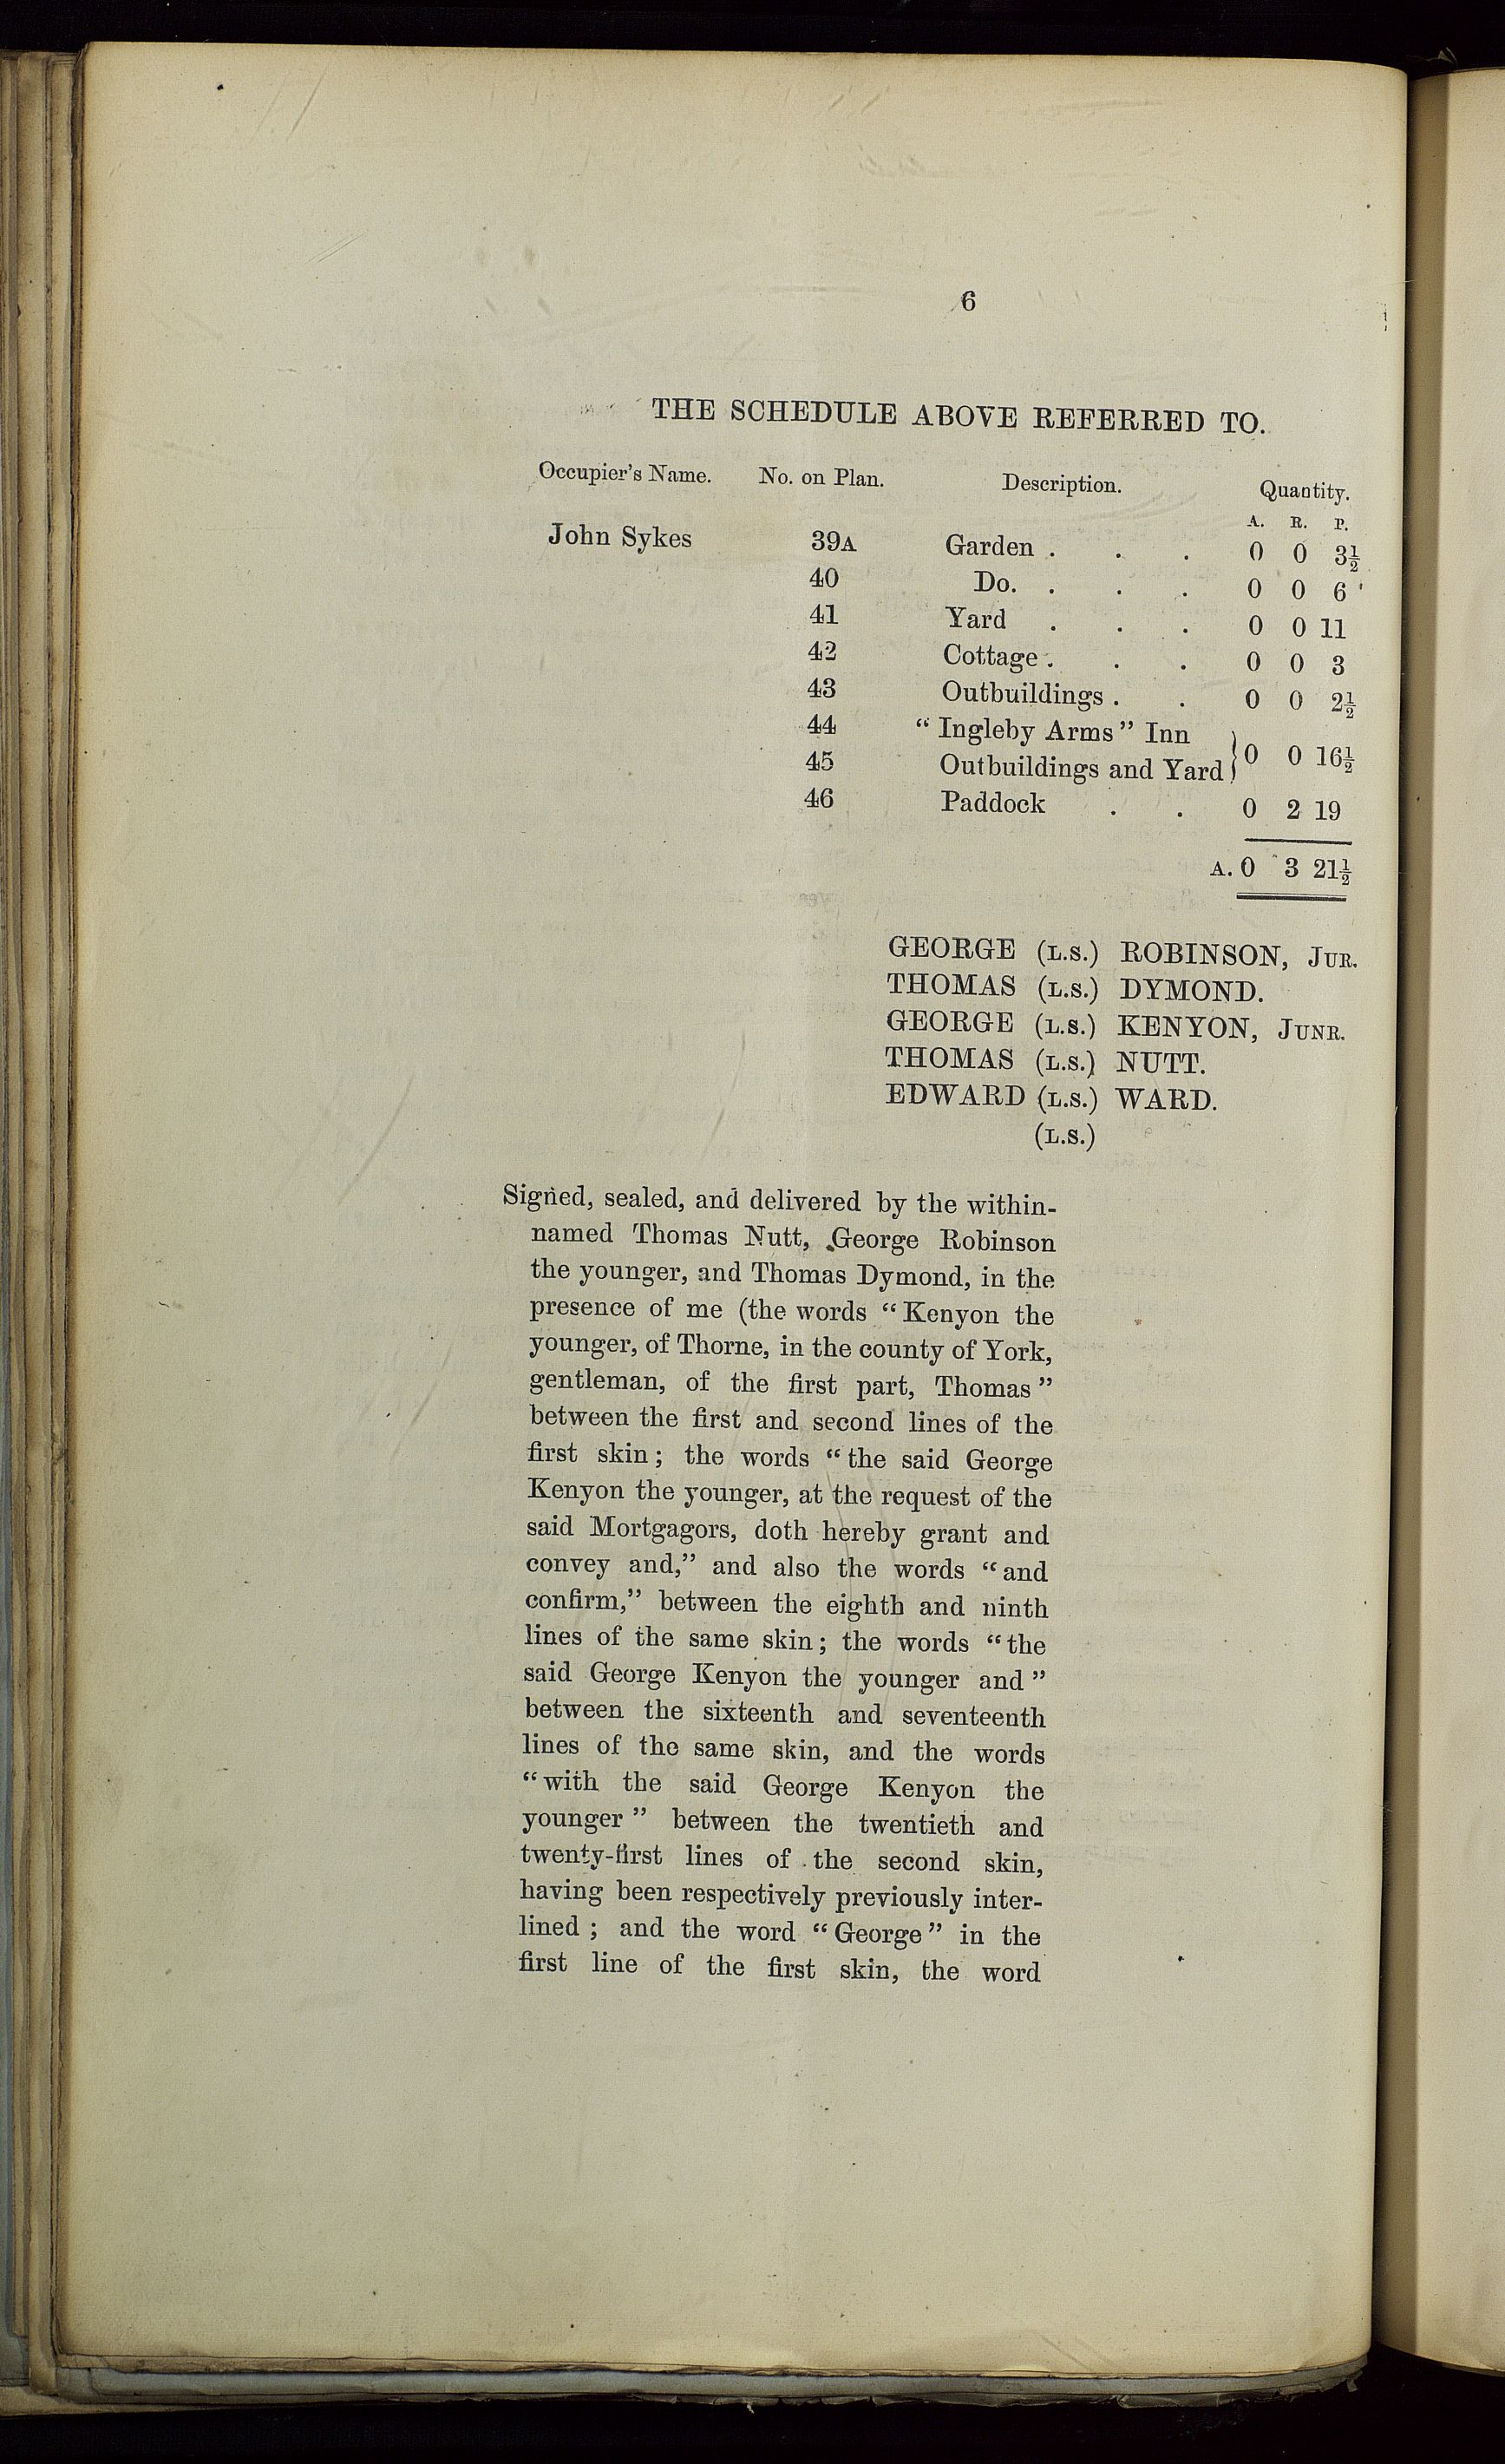 6
THE SCHEDULE ABOVE REFERRED TO.
Occupier's Name. No. on Plan. Description. Quantity.
A. R. P.
John Sykes 39A Garden . . . 0 0 3½
40 Do. . . . 0 0 6
41 Yard . . . 0 0 11
42 Cottage . . . 0 0 3
43 Outbuildings . . 0 0 2½
44 “Ingleby Arms” Inn
45 Outbuildings and Yard } 0 0 16½
46 Paddock . . 0 2 19
A. 0 3 21½
GEORGE (L.S.) ROBINSON, JUR.
THOMAS (L.S.) DYMOND.
GEORGE (L.S.) KENYON, JUNR.
THOMAS (L.S.) NUTT.
EDWARD (L.S.) WARD.
(L.S.)
Signed, sealed, and delivered by the within-
named Thomas Nutt, George Robinson
the younger, and Thomas Dymond, in the
presence of me (the words “Kenyon the
younger, of Thorne, in the county of York,
gentleman, of the first part, Thomas”
between the first and second lines of the
first skin; the words “the said George
Kenyon the younger, at the request of the
said Mortgagors, doth hereby grant and
convey and,” and also the words “and
confirm,” between the eighth and ninth
lines of the same skin; the words “the
said George Kenyon the younger and”
between the sixteenth and seventeenth
lines of the same skin, and the words
“with the said George Kenyon the
younger” between the twentieth and
twenty-first lines of the second skin,
having been respectively previously inter-
lined; and the word “George” in the
first line of the first skin, the word